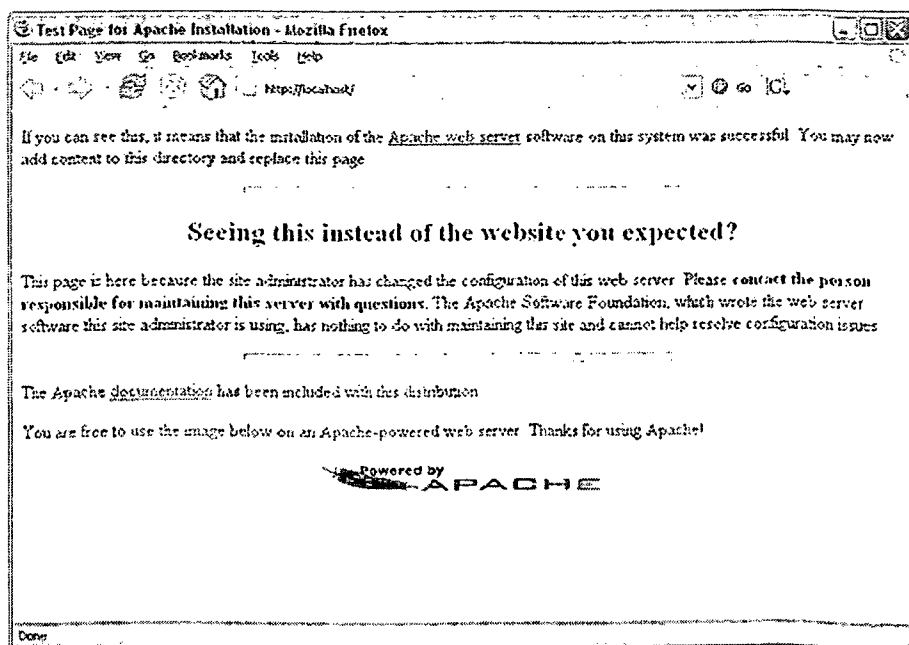 Test Page for Apache Installation - Mozilla Firefox
File Edit View Go Bookmarks Tools Help
http://localhost/ Go
If you can see this, it means that the installation of the Apache web server software on this system was successful. You may now
add content to this directory and replace this page.
Seeing this instead of the website you expected?
This page is here because the site administrator has changed the configuration of this web server. Please contact the person
responsible for maintaining this server with questions. The Apache Software Foundation, which wrote the web server
software this site administrator is using, has nothing to do with maintaining this site and cannot help resolve configuration issues.
The Apache documentation has been included with this distribution.
You are free to use the image below on an Apache-powered web server. Thanks for using Apache!
Powered by
APACHE
Done